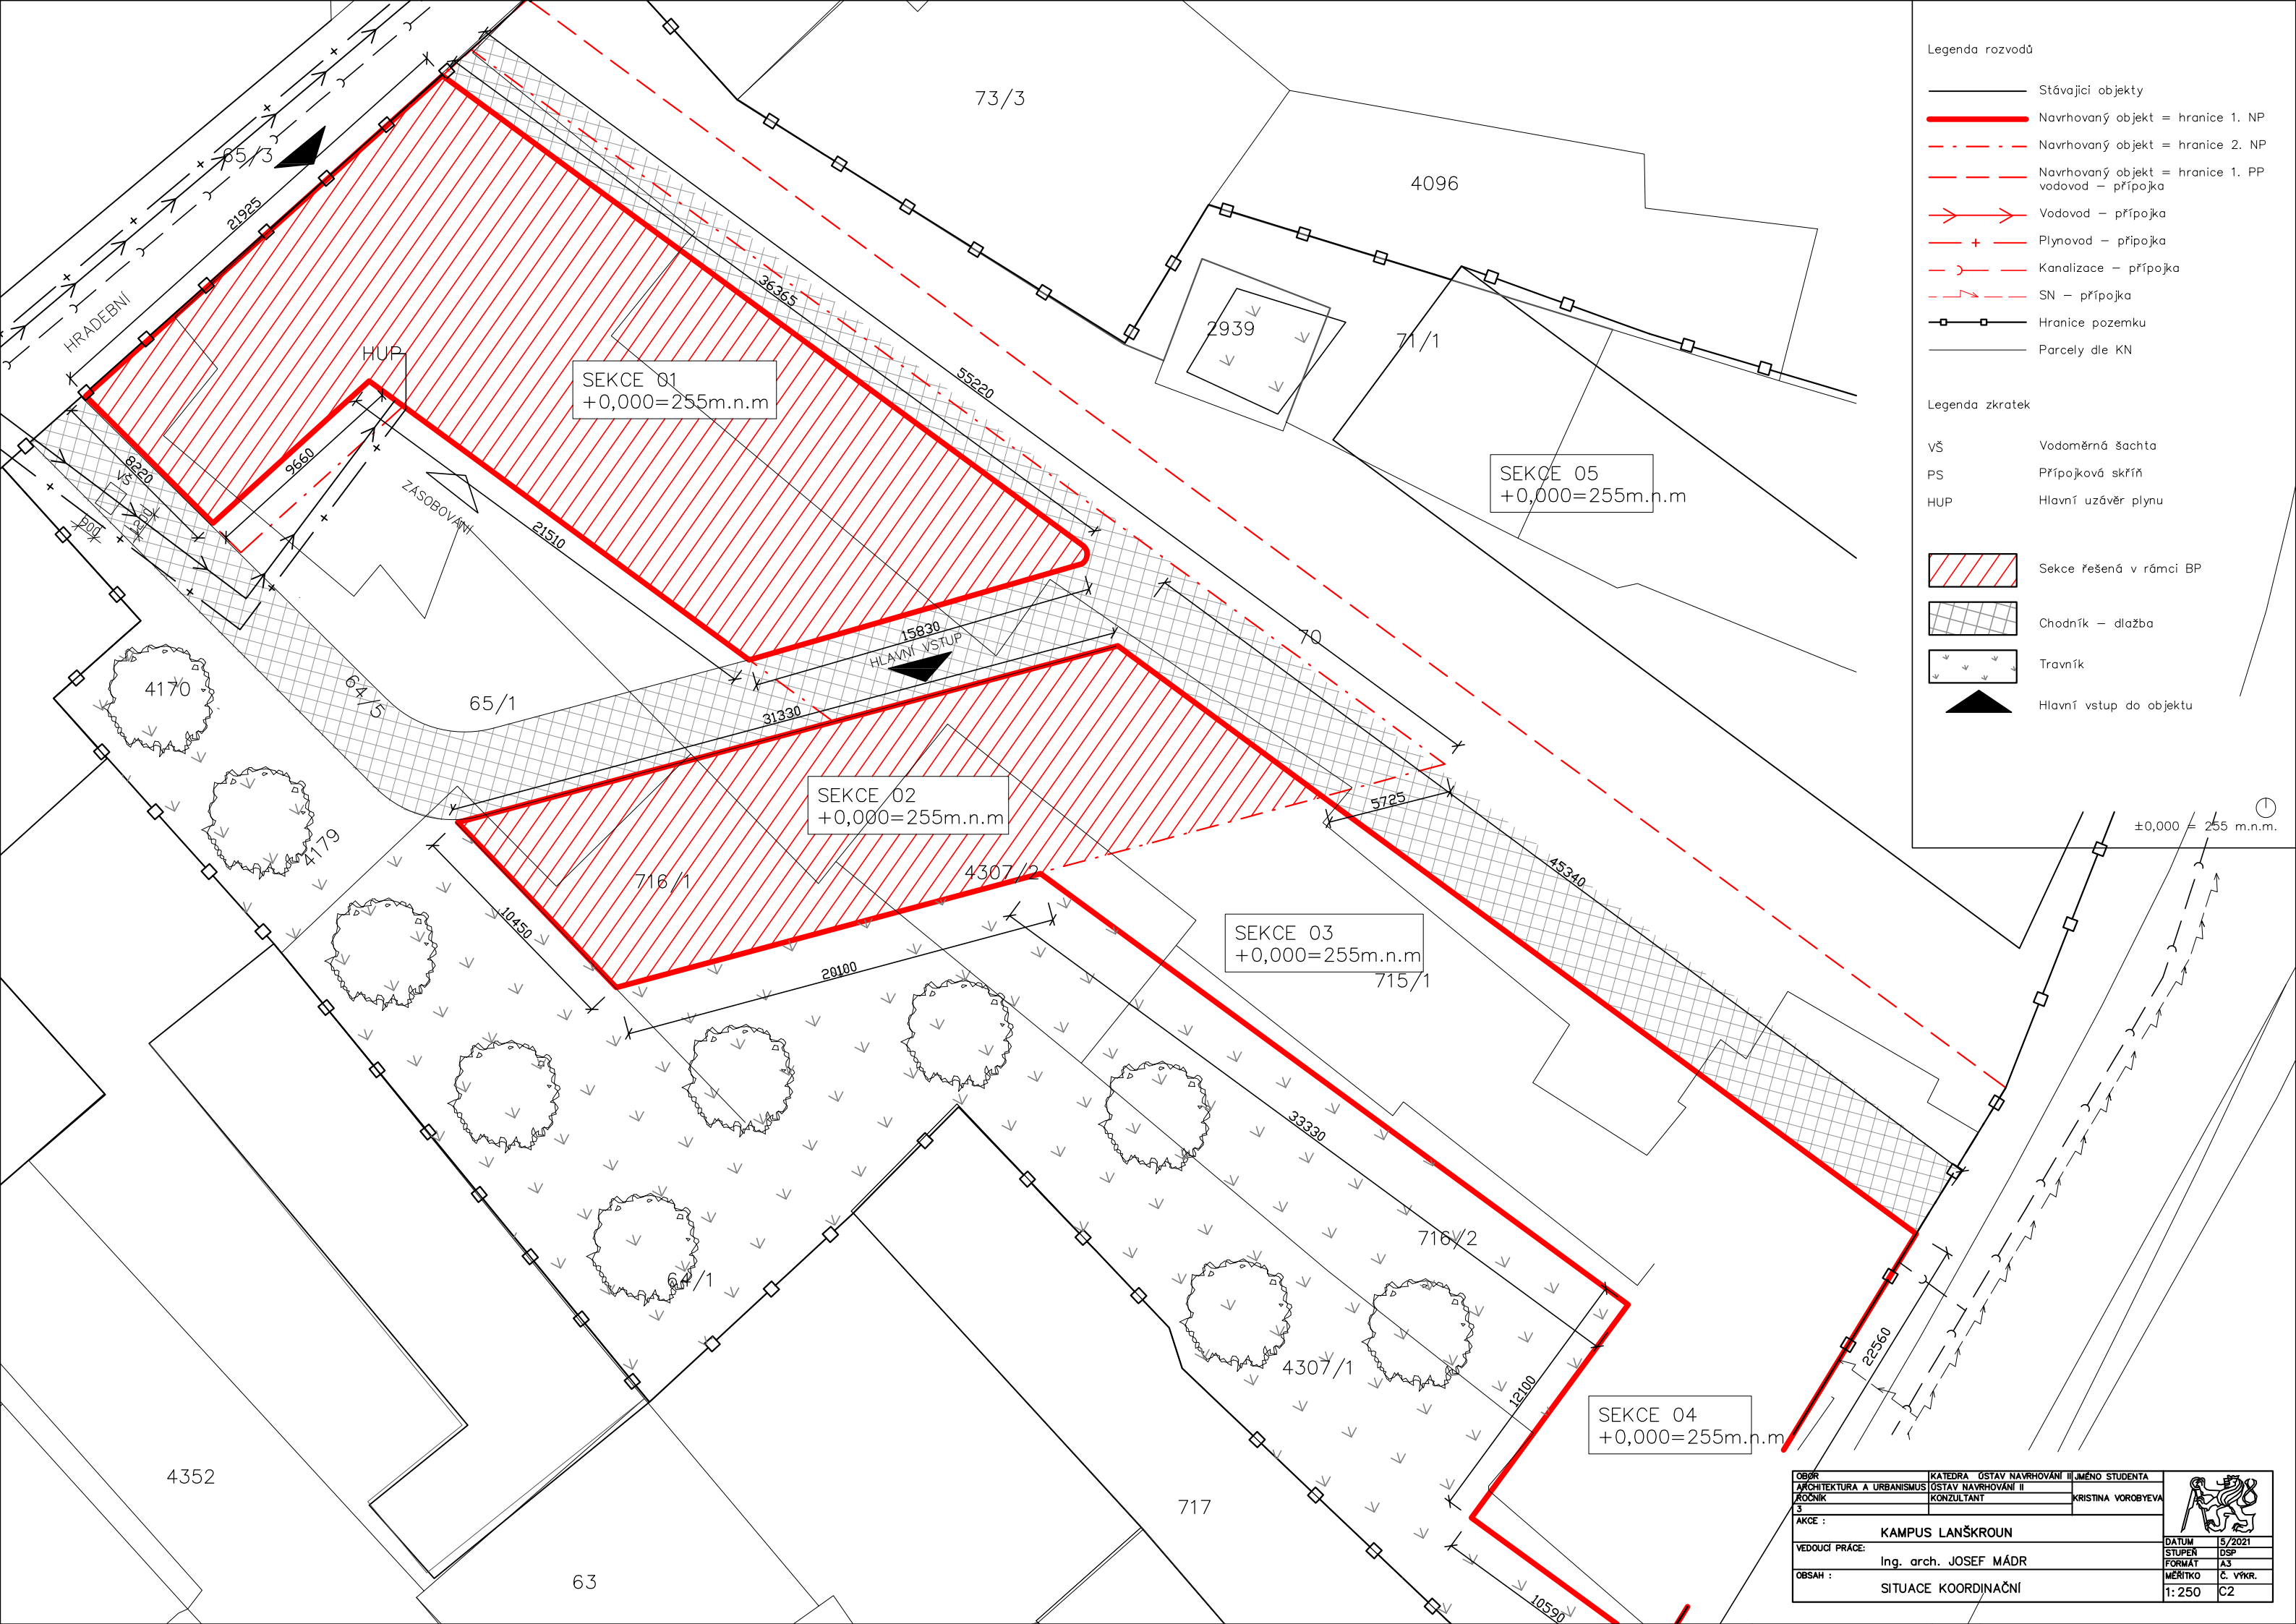 Legenda rozvodů
Stávajici objekty
Navrhovaný objekt = hranice 1. NP
Navrhovaný objekt = hranice 2. NP
Navrhovaný objekt = hranice 1. PP
vodovod – přípojka
Vodovod – přípojka
Plynovod – připojka
Kanalizace – přípojka
SN – přípojka
Hranice pozemku
Parcely dle KN
Legenda zkratek
VŠ Vodoměrná šachta
PS Přípojková skříň
HUP Hlavní uzávěr plynu
Sekce řešená v rámci BP
Chodník – dlažba
Travník
Hlavní vstup do objektu
±0,000 = 255 m.n.m.
73/3
4096
65/3
21925
HRADEBNÍ
36365
2939
71/1
HUP
SEKCE 01
+0,000=255m.n.m
55220
SEKCE 05
+0,000=255m.n.m
8220
VŠ
9660
ZÁSOBOVÁNÍ
900
1200
21510
15830
HLAVNÍ VSTUP
70
4170
64/5
65/1
31330
5725
SEKCE 02
+0,000=255m.n.m
4179
716/1
4307/2
45340
10450
SEKCE 03
+0,000=255m.n.m
715/1
20100
33330
716/2
64/1
4307/1
22560
12100
SEKCE 04
+0,000=255m.n.m
4352
717
63
10590
OBOR
KATEDRA ÚSTAV NAVRHOVÁNÍ II
JMÉNO STUDENTA
ARCHITEKTURA A URBANISMUS
ÚSTAV NAVRHOVÁNÍ II
ROČNÍK
KONZULTANT
KRISTINA VOROBYEVA
3
AKCE :
KAMPUS LANŠKROUN
VEDOUCÍ PRÁCE:
Ing. arch. JOSEF MÁDR
OBSAH :
SITUACE KOORDINAČNÍ
DATUM 5/2021
STUPEŇ DSP
FORMÁT A3
MĚŘÍTKO Č. VÝKR.
1:250 C2